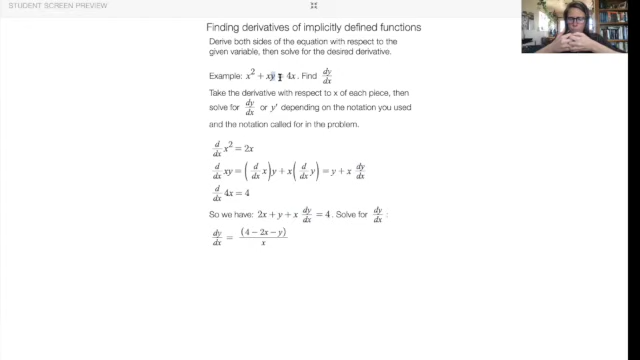 STUDENT SCREEN PREVIEW
Finding derivatives of implicitly defined functions
Derive both sides of the equation with respect to the
given variable, then solve for the desired derivative.
Example: x² + xy = 4x. Find dy/dx
Take the derivative with respect to x of each piece, then
solve for dy/dx or y′ depending on the notation you used
and the notation called for in the problem.
d/dx x² = 2x
d/dx xy = (d/dx x)y + x(d/dx y) = y + x dy/dx
d/dx 4x = 4
So we have: 2x + y + x dy/dx = 4. Solve for dy/dx:
dy/dx = (4 − 2x − y)/x